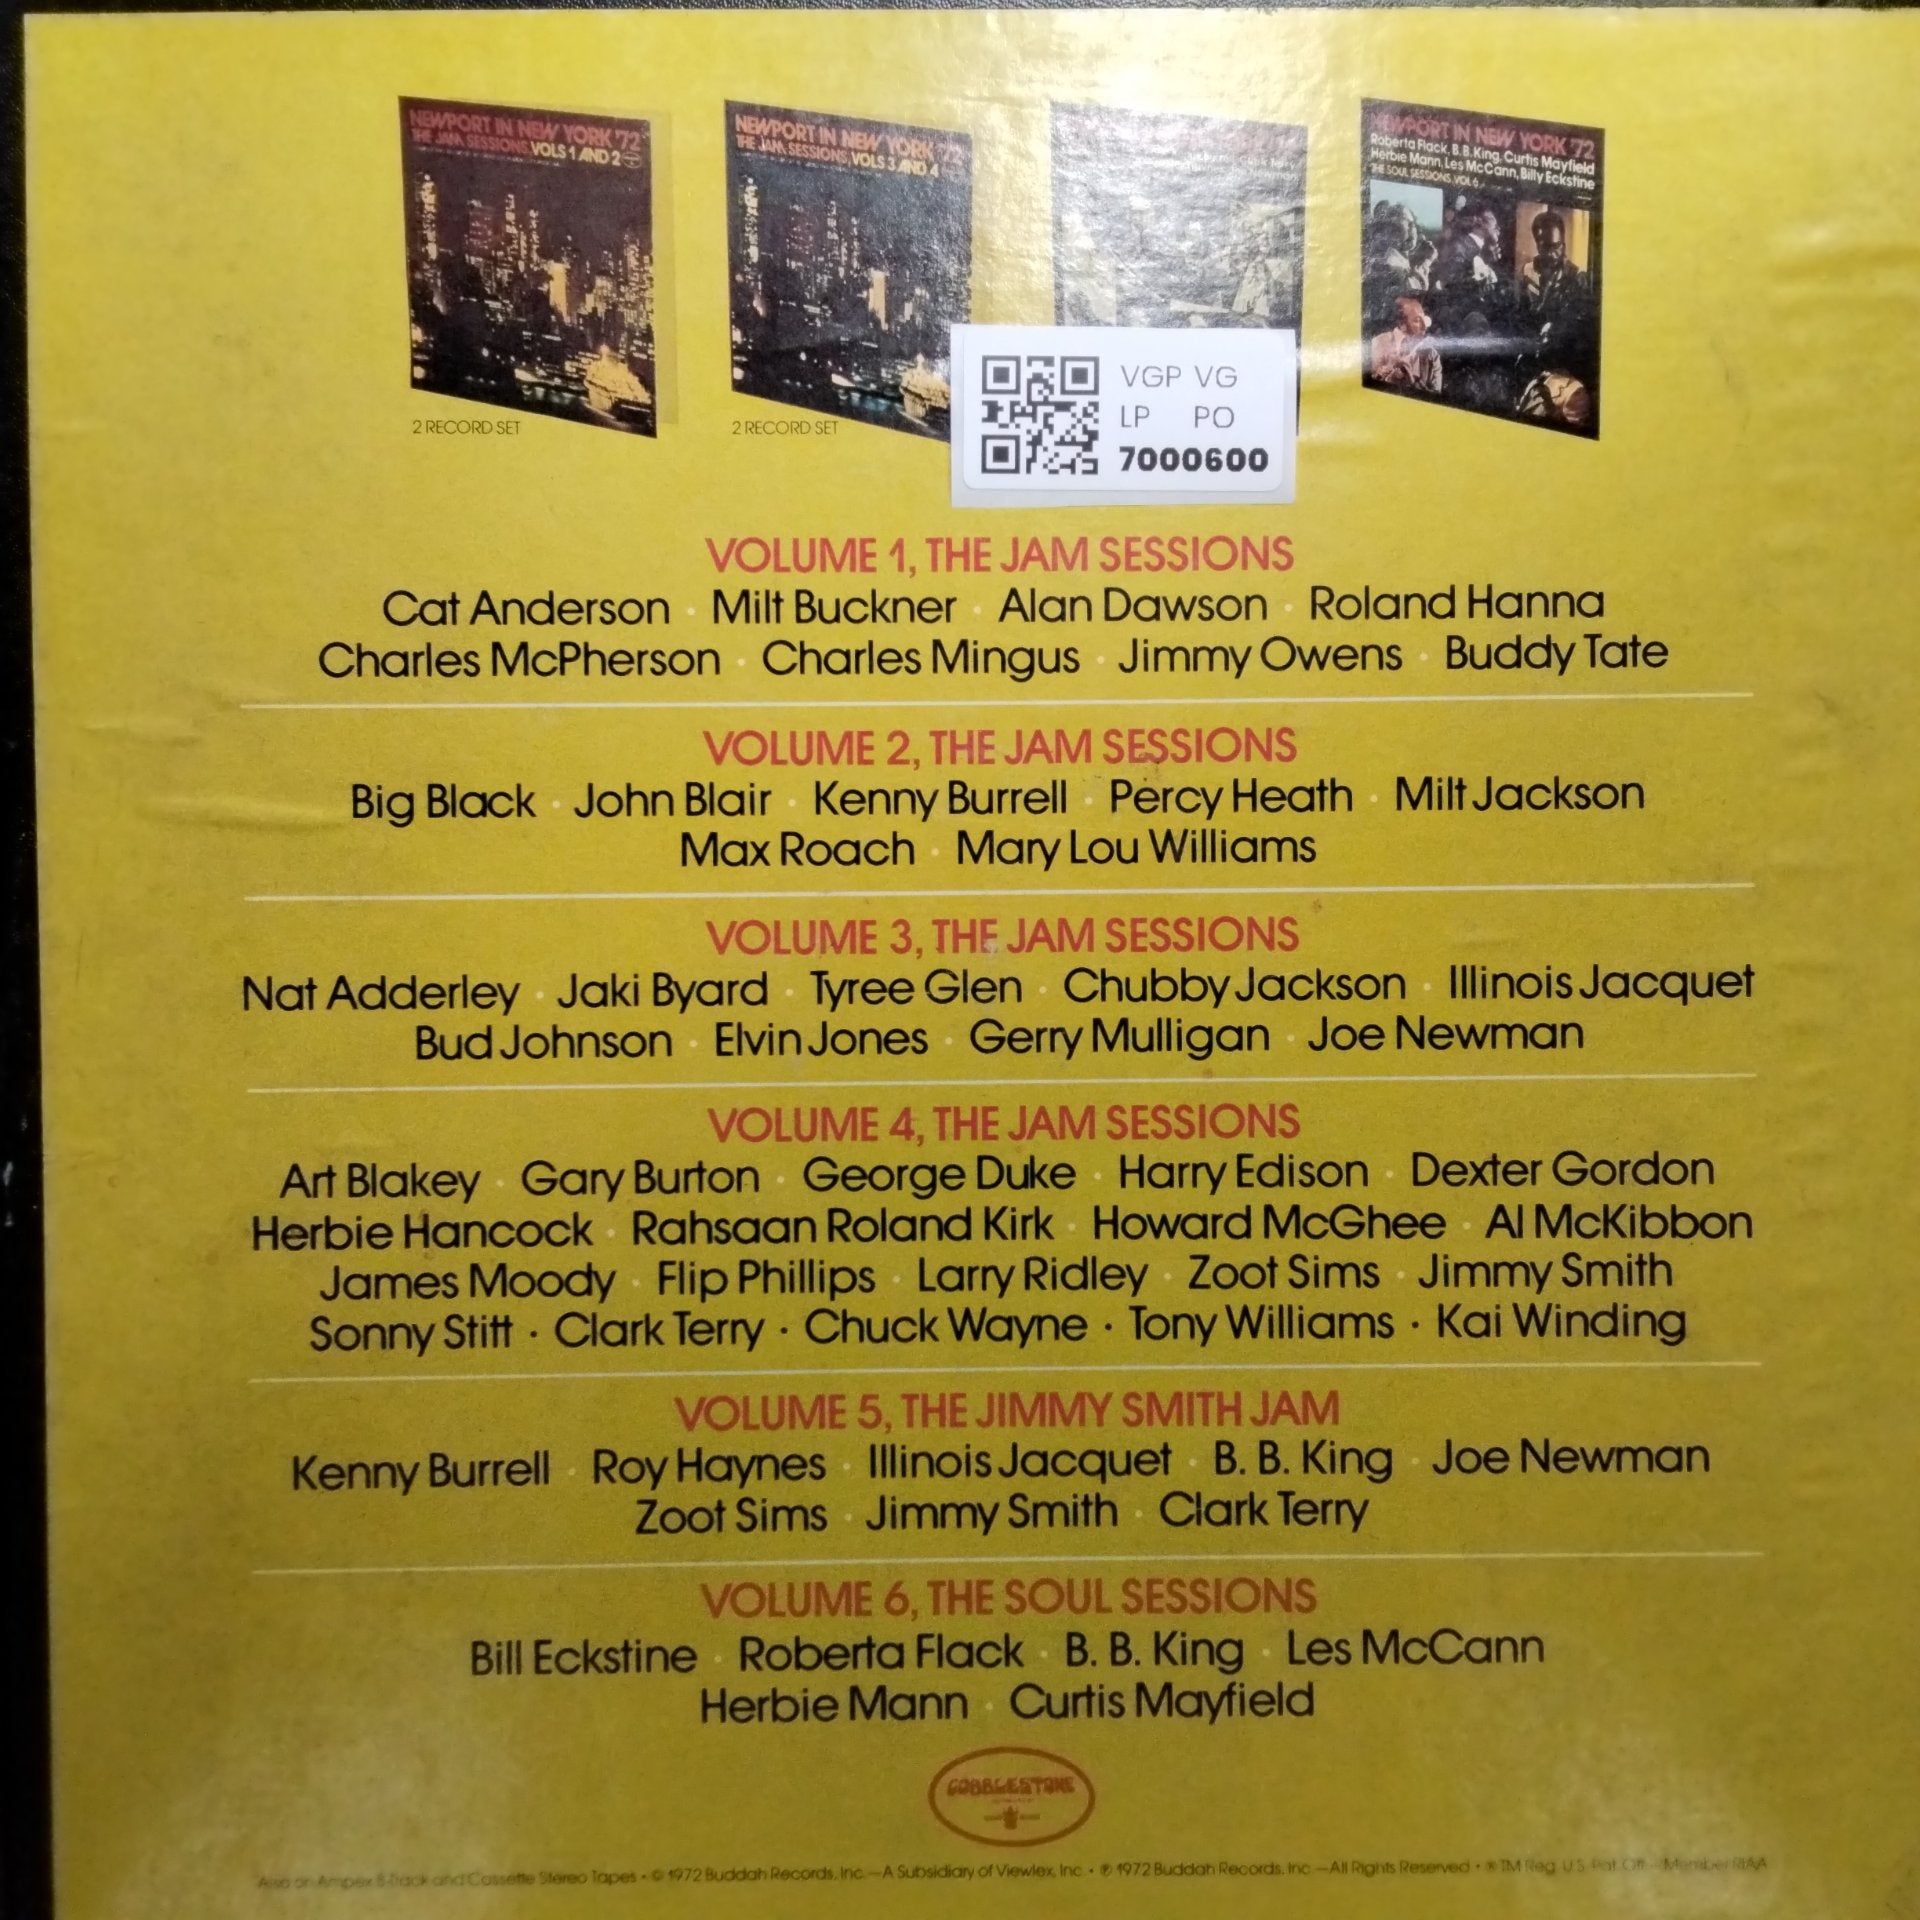 NEWPORT IN NEW YORK '72
THE JAM SESSIONS, VOLS 1 AND 2
2 RECORD SET
NEWPORT IN NEW YORK '72
THE JAM SESSIONS, VOLS 3 AND 4
2 RECORD SET
NEWPORT IN NEW YORK '72
Roberta Flack, B.B. King, Curtis Mayfield
Herbie Mann, Les McCann, Billy Eckstine
THE SOUL SESSIONS, VOL 6
VGP VG
LP PO
7000600
VOLUME 1, THE JAM SESSIONS
Cat Anderson · Milt Buckner · Alan Dawson · Roland Hanna
Charles McPherson · Charles Mingus · Jimmy Owens · Buddy Tate
VOLUME 2, THE JAM SESSIONS
Big Black · John Blair · Kenny Burrell · Percy Heath · Milt Jackson
Max Roach · Mary Lou Williams
VOLUME 3, THE JAM SESSIONS
Nat Adderley · Jaki Byard · Tyree Glen · Chubby Jackson · Illinois Jacquet
Bud Johnson · Elvin Jones · Gerry Mulligan · Joe Newman
VOLUME 4, THE JAM SESSIONS
Art Blakey · Gary Burton · George Duke · Harry Edison · Dexter Gordon
Herbie Hancock · Rahsaan Roland Kirk · Howard McGhee · Al McKibbon
James Moody · Flip Phillips · Larry Ridley · Zoot Sims · Jimmy Smith
Sonny Stitt · Clark Terry · Chuck Wayne · Tony Williams · Kai Winding
VOLUME 5, THE JIMMY SMITH JAM
Kenny Burrell · Roy Haynes · Illinois Jacquet · B. B. King · Joe Newman
Zoot Sims · Jimmy Smith · Clark Terry
VOLUME 6, THE SOUL SESSIONS
Bill Eckstine · Roberta Flack · B. B. King · Les McCann
Herbie Mann · Curtis Mayfield
COBBLESTONE
Also on Ampex 8-Track and Cassette Stereo Tapes • © 1972 Buddah Records, Inc.—A Subsidiary of Viewlex, Inc. • ℗ 1972 Buddah Records, Inc.—All Rights Reserved • ® TM Reg. U.S. Pat. Off.—Member RIAA